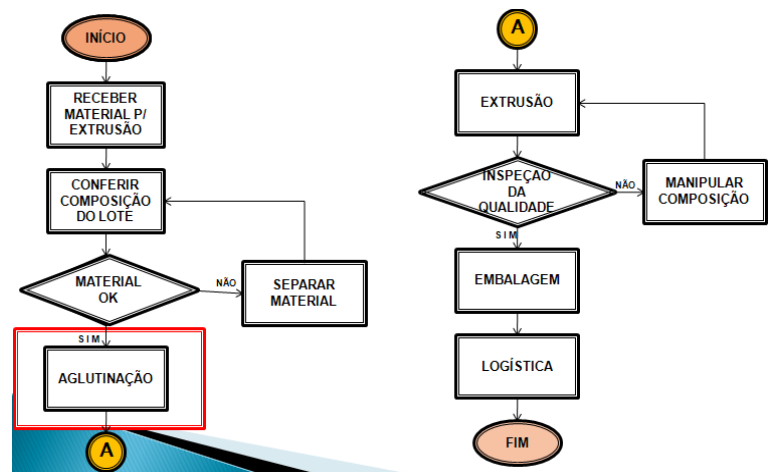 INÍCIO
RECEBER
MATERIAL P/
EXTRUSÃO
CONFERIR
COMPOSIÇÃO
DO LOTE
MATERIAL
OK
NÃO
SEPARAR
MATERIAL
SIM
AGLUTINAÇÃO
A
A
EXTRUSÃO
INSPEÇÃO
DA
QUALIDADE
NÃO
MANIPULAR
COMPOSIÇÃO
SIM
EMBALAGEM
LOGÍSTICA
FIM